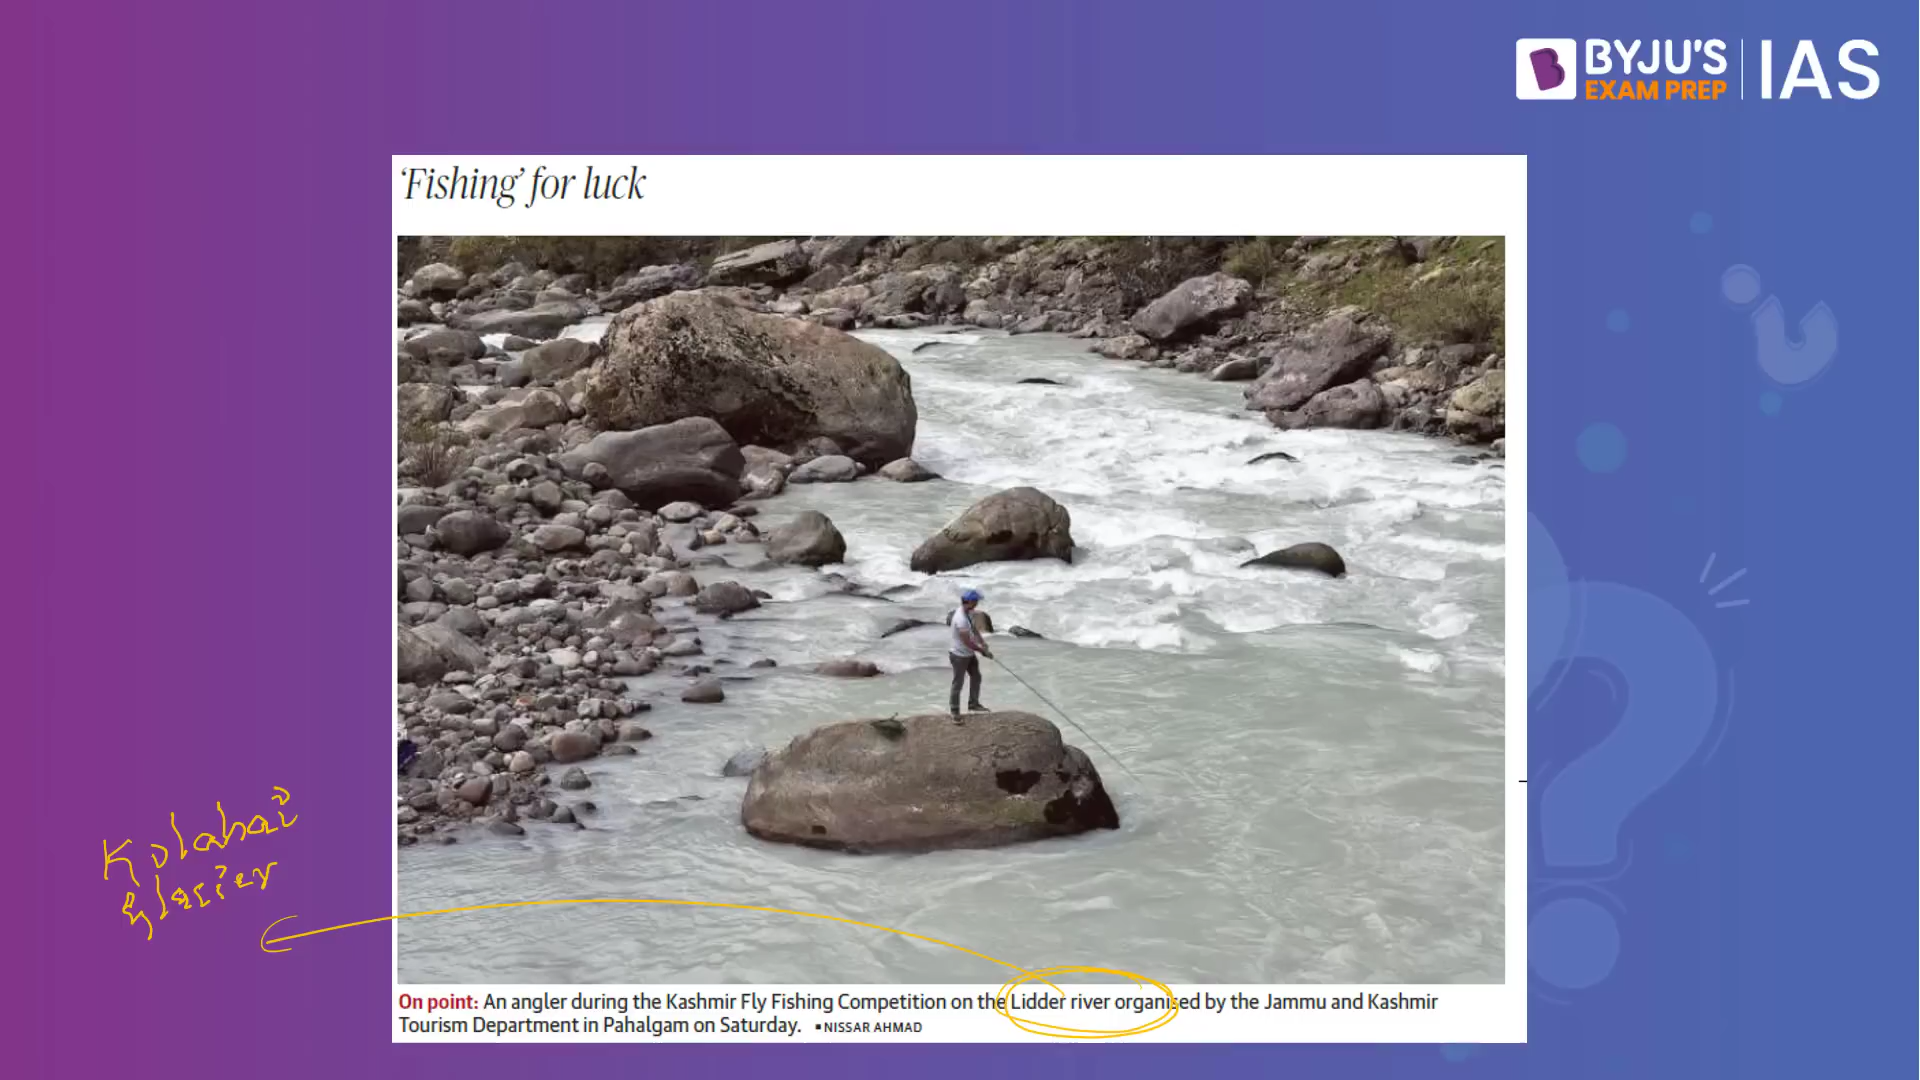 BYJU'S
EXAM PREP
IAS
'Fishing' for luck
Kolahai
Glacier
On point: An angler during the Kashmir Fly Fishing Competition on the Lidder river organised by the Jammu and Kashmir
Tourism Department in Pahalgam on Saturday. ▪ NISSAR AHMAD